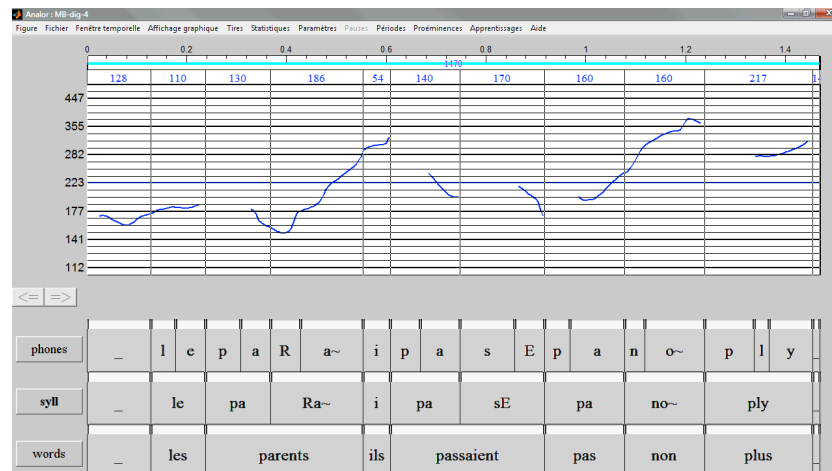 Analor : MB-dig-4
Figure Fichier Fenêtre temporelle Affichage graphique Tires Statistiques Paramètres Pauses Périodes Proéminences Apprentissages Aide
0 0.2 0.4 0.6 0.8 1 1.2 1.4
1470
128 110 130 186 54 140 170 160 160 217
447
355
282
223
177
141
112
<= =>
phones _ l e p a R a~ i p a s E p a n o~ p l y _
syll _ le pa Ra~ i pa sE pa no~ ply _
words _ les parents ils passaient pas non plus _